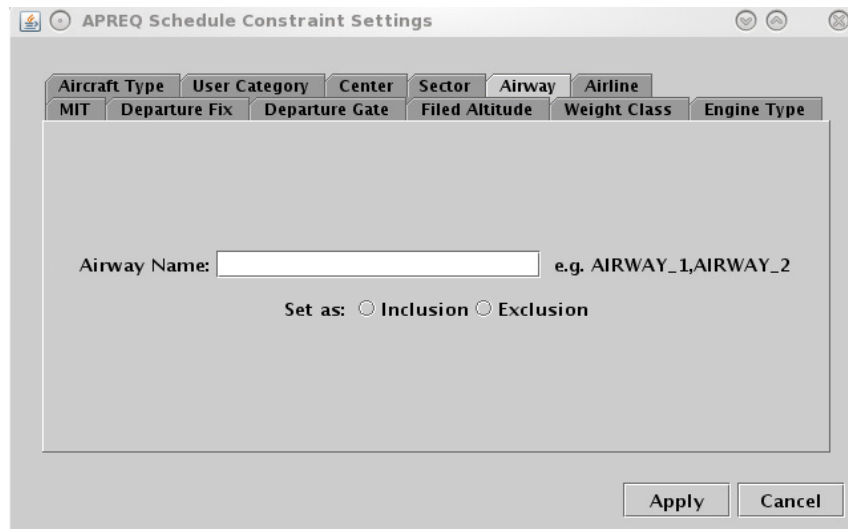 APREQ Schedule Constraint Settings
Aircraft Type User Category Center Sector Airway Airline
MIT Departure Fix Departure Gate Filed Altitude Weight Class Engine Type
Airway Name: e.g. AIRWAY_1,AIRWAY_2
Set as: Inclusion Exclusion
Apply Cancel